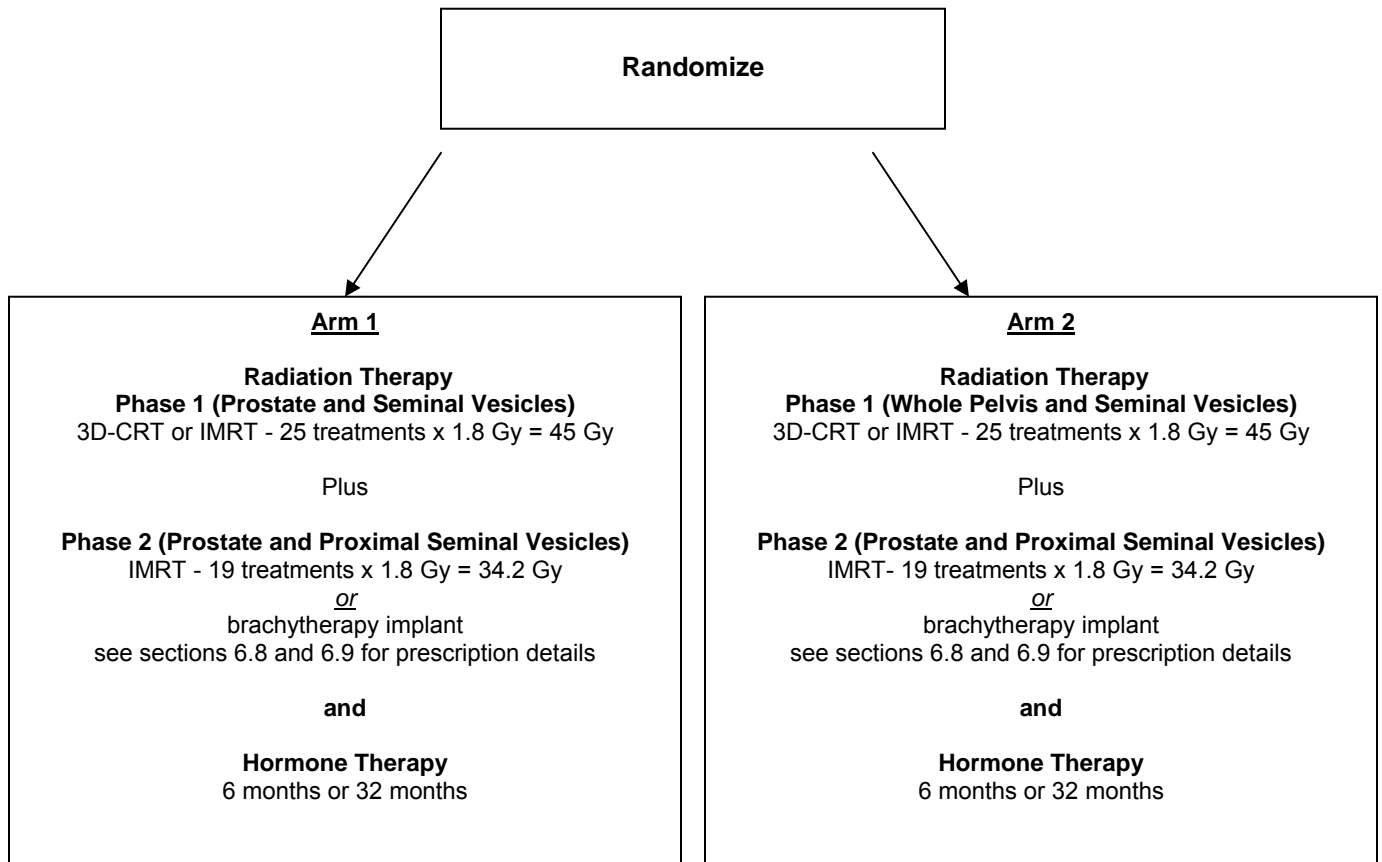 Randomize
Arm 1
Radiation Therapy
Phase 1 (Prostate and Seminal Vesicles)
3D-CRT or IMRT - 25 treatments x 1.8 Gy = 45 Gy
Plus
Phase 2 (Prostate and Proximal Seminal Vesicles)
IMRT - 19 treatments x 1.8 Gy = 34.2 Gy
or
brachytherapy implant
see sections 6.8 and 6.9 for prescription details
and
Hormone Therapy
6 months or 32 months
Arm 2
Radiation Therapy
Phase 1 (Whole Pelvis and Seminal Vesicles)
3D-CRT or IMRT - 25 treatments x 1.8 Gy = 45 Gy
Plus
Phase 2 (Prostate and Proximal Seminal Vesicles)
IMRT- 19 treatments x 1.8 Gy = 34.2 Gy
or
brachytherapy implant
see sections 6.8 and 6.9 for prescription details
and
Hormone Therapy
6 months or 32 months